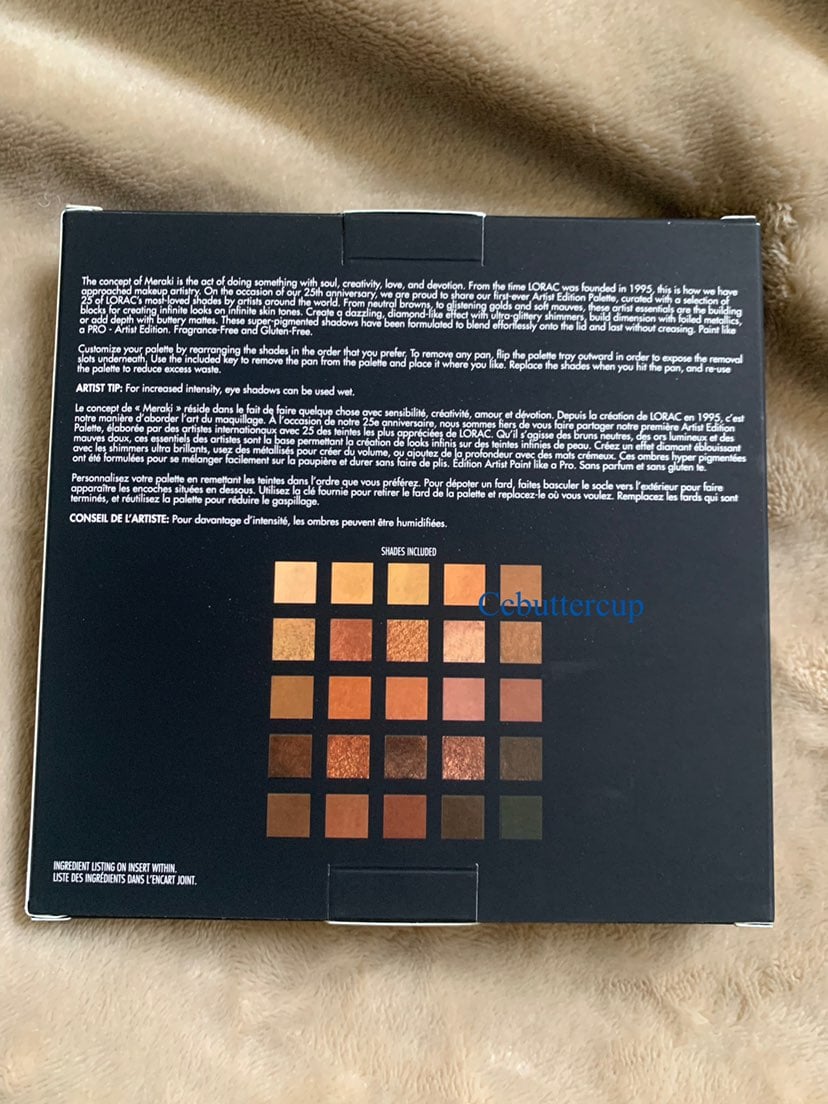 The concept of Meraki is the act of doing something with soul, creativity, love, and devotion. From the time LORAC was founded in 1995, this is how we have
approached makeup artistry. On the occasion of our 25th anniversary, we are proud to share our first-ever Artist Edition Palette, curated with a selection of
25 of LORAC's most-loved shades by artists around the world. From neutral browns, to glistening golds and soft mauves, these artist essentials are the building
blocks for creating infinite looks on infinite skin tones. Create a dazzling, diamond-like effect with ultra-glittery shimmers, build dimension with foiled metallics,
or add depth with buttery mattes. These super-pigmented shadows have been formulated to blend effortlessly onto the lid and last without creasing. Paint like
a PRO - Artist Edition. Fragrance-Free and Gluten-Free.
Customize your palette by rearranging the shades in the order that you prefer. To remove any pan, flip the palette tray outward in order to expose the removal
slots underneath. Use the included key to remove the pan from the palette and place it where you like. Replace the shades when you hit the pan, and re-use
the palette to reduce excess waste.
ARTIST TIP: For increased intensity, eye shadows can be used wet.
Le concept de « Meraki » réside dans le fait de faire quelque chose avec sensibilité, créativité, amour et dévotion. Depuis la création de LORAC en 1995, c'est
notre manière d'aborder l'art du maquillage. À l'occasion de notre 25e anniversaire, nous sommes fiers de vous faire partager notre première Artist Edition
Palette, élaborée par des artistes internationaux avec 25 des teintes les plus appréciées de LORAC. Qu'il s'agisse des bruns neutres, des ors lumineux et des
mauves doux, ces essentiels des artistes sont la base permettant la création de looks infinis sur des teintes infinies de peau. Créez un effet diamant éblouissant
avec les shimmers ultra brillants, usez des métallisés pour créer du volume, ou ajoutez de la profondeur avec des mats crémeux. Ces ombres hyper pigmentées
ont été formulées pour se mélanger facilement sur la paupière et durer sans faire de plis. Edition Artist Paint like a Pro. Sans parfum et sans gluten te.
Personnalisez votre palette en remettant les teintes dans l'ordre que vous préférez. Pour dépoter un fard, faites basculer le socle vers l'extérieur pour faire
apparaître les encoches situées en dessous. Utilisez la clé fournie pour retirer le fard de la palette et replacez-le où vous voulez. Remplacez les fards qui sont
terminés, et réutilisez la palette pour réduire le gaspillage.
CONSEIL DE L'ARTISTE: Pour davantage d'intensité, les ombres peuvent être humidifiées.
SHADES INCLUDED
Ccbuttercup
INGREDIENT LISTING ON INSERT WITHIN.
LISTE DES INGRÉDIENTS DANS L'ENCART JOINT.